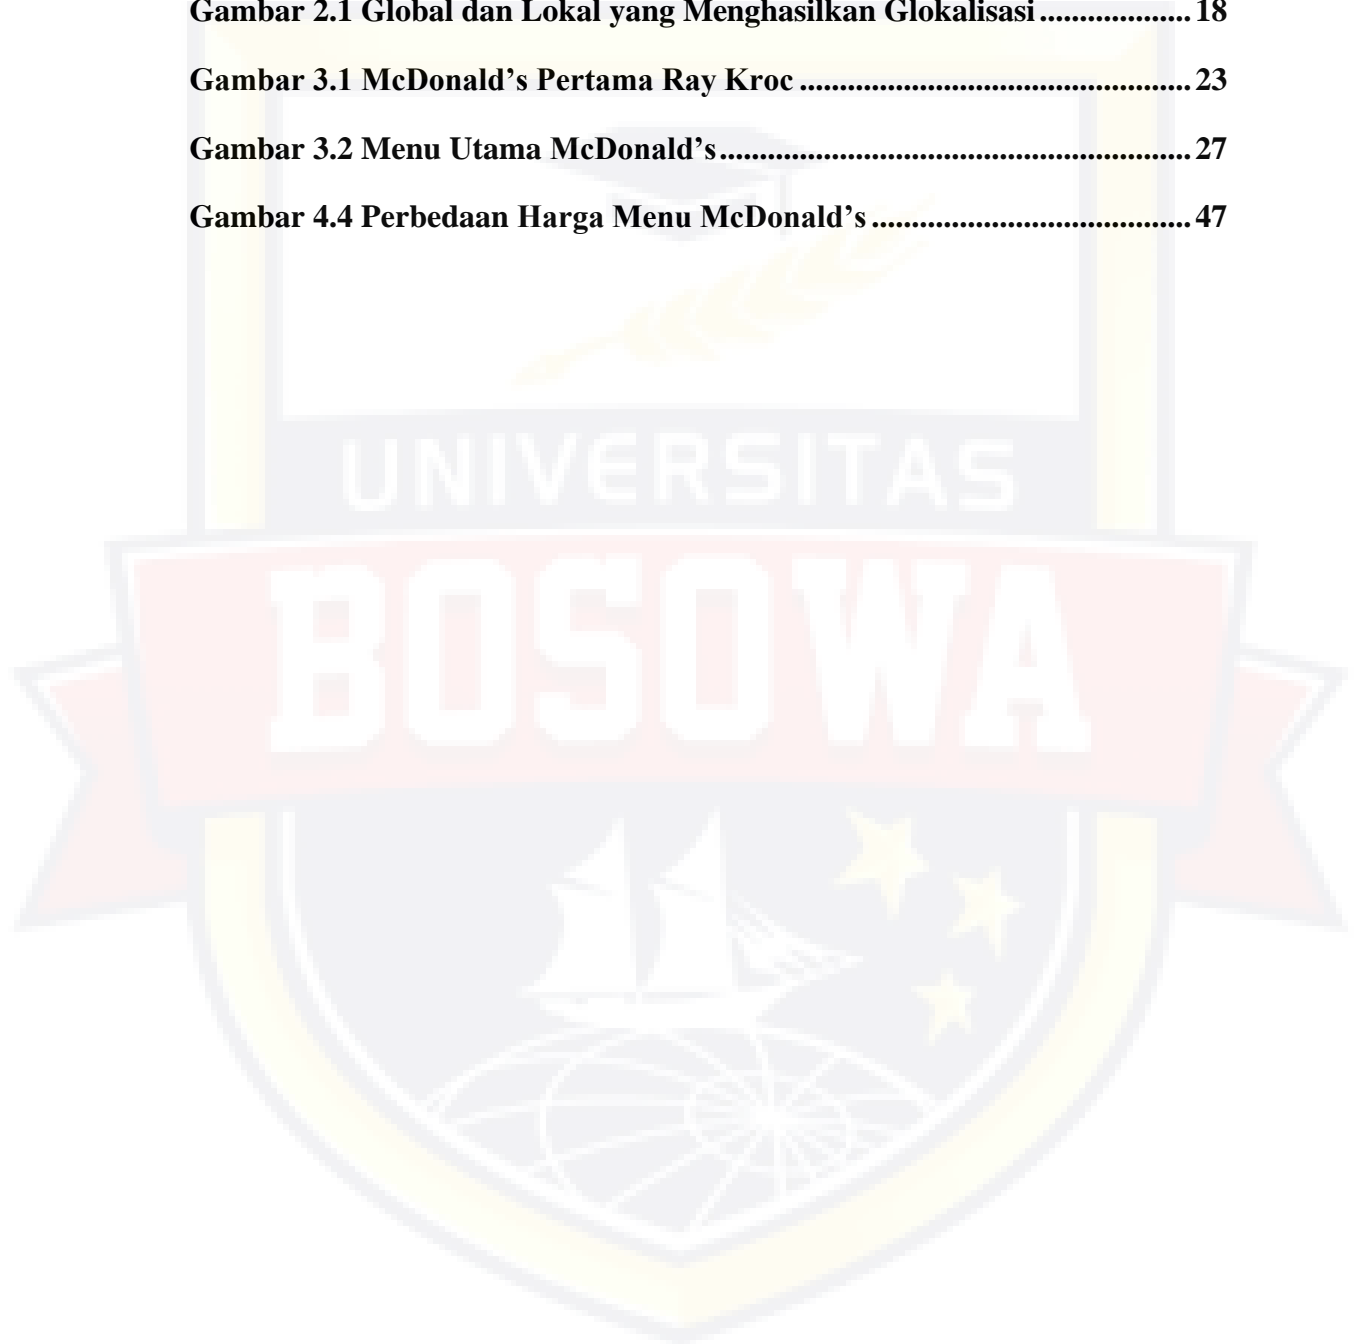 Gambar 2.1 Global dan Lokal yang Menghasilkan Glokalisasi ................... 18
Gambar 3.1 McDonald’s Pertama Ray Kroc ................................................. 23
Gambar 3.2 Menu Utama McDonald’s ........................................................... 27
Gambar 4.4 Perbedaan Harga Menu McDonald’s ........................................ 47
UNIVERSITAS
BOSOWA